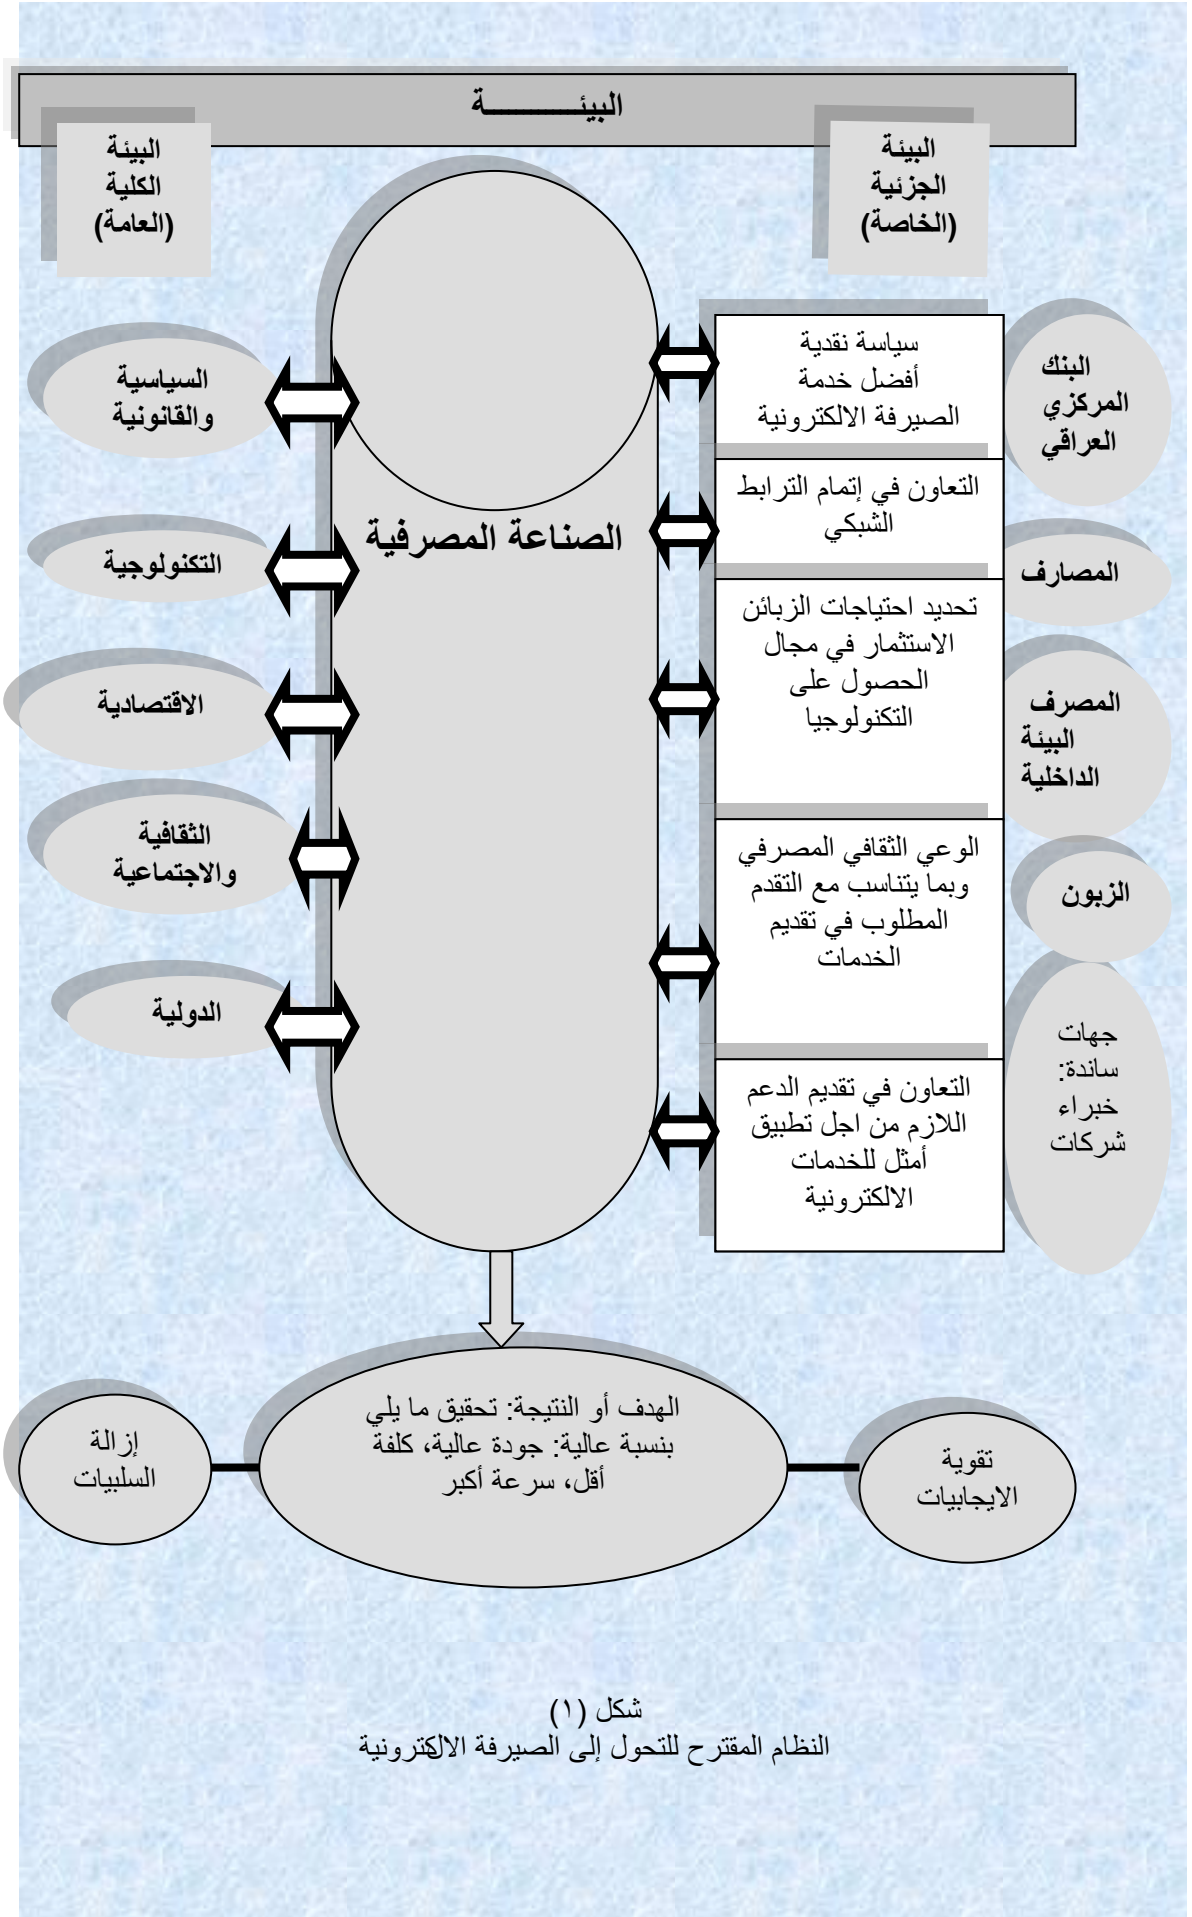 البيئـــــــــــــة
البيئة
الجزئية
(الخاصة)
البيئة
الكلية
(العامة)
البنك
المركزي
العراقي
سياسة نقدية
أفضل خدمة
الصيرفة الالكترونية
المصارف
التعاون في إتمام الترابط
الشبكي
المصرف
البيئة
الداخلية
تحديد احتياجات الزبائن
الاستثمار في مجال
الحصول على
التكنولوجيا
الزبون
الوعي الثقافي المصرفي
وبما يتناسب مع التقدم
المطلوب في تقديم
الخدمات
جهات
ساندة:
خبراء
شركات
التعاون في تقديم الدعم
اللازم من اجل تطبيق
أمثل للخدمات
الالكترونية
الصناعة المصرفية
السياسية
والقانونية
التكنولوجية
الاقتصادية
الثقافية
والاجتماعية
الدولية
تقوية
الايجابيات
الهدف أو النتيجة: تحقيق ما يلي
بنسبة عالية: جودة عالية، كلفة
أقل، سرعة أكبر
إزالة
السلبيات
شكل (١)
النظام المقترح للتحول إلى الصيرفة الالكترونية